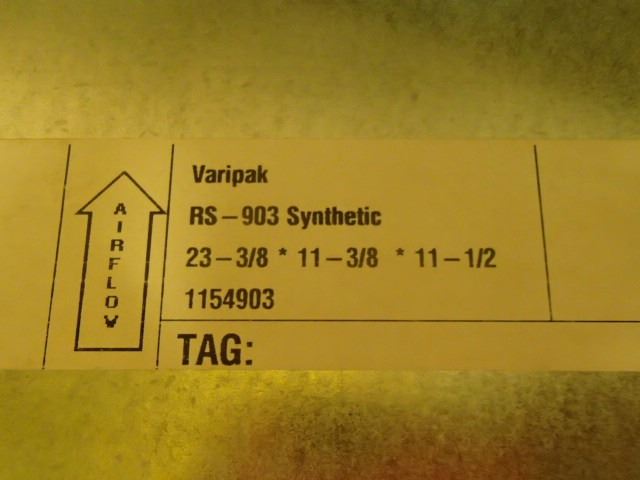 AIRFLOW
Varipak
RS-903 Synthetic
23-3/8 * 11-3/8 * 11-1/2
1154903
TAG: